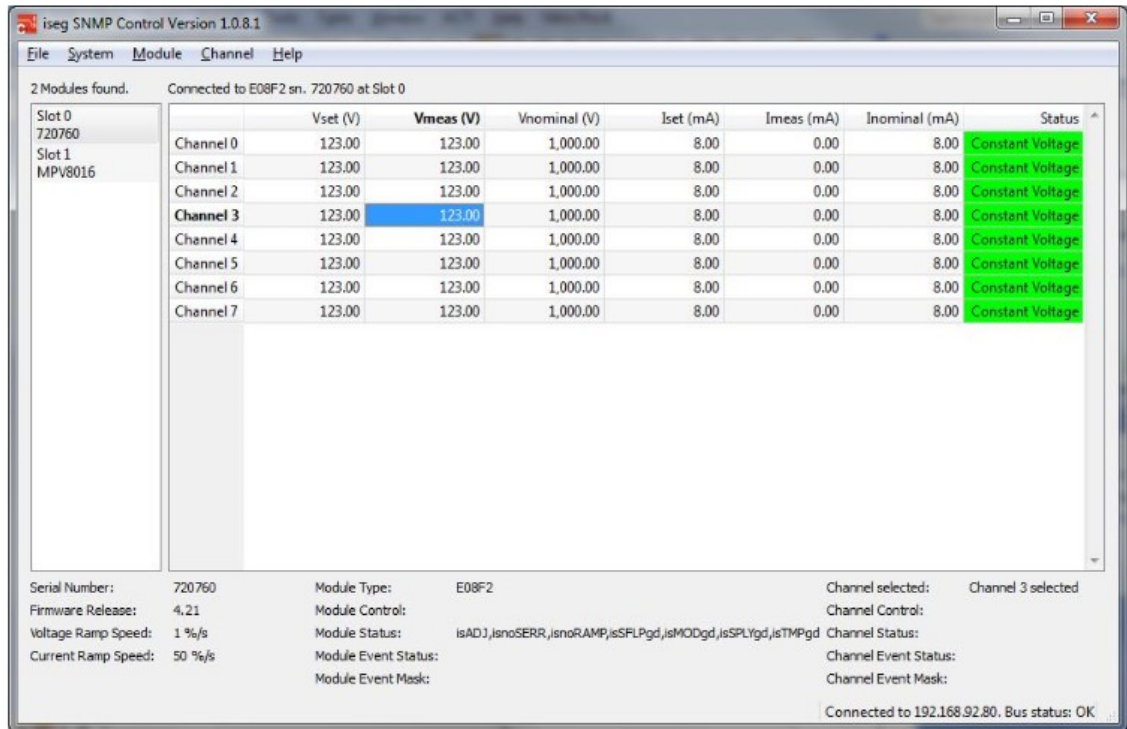 iseg SNMP Control Version 1.0.8.1
File System Module Channel Help
2 Modules found. Connected to E08F2 sn. 720760 at Slot 0
Slot 0
720760
Slot 1
MPV8016
Vset (V) Vmeas (V) Vnominal (V) Iset (mA) Imeas (mA) Inominal (mA) Status
Channel 0 123.00 123.00 1,000.00 8.00 0.00 8.00 Constant Voltage
Channel 1 123.00 123.00 1,000.00 8.00 0.00 8.00 Constant Voltage
Channel 2 123.00 123.00 1,000.00 8.00 0.00 8.00 Constant Voltage
Channel 3 123.00 123.00 1,000.00 8.00 0.00 8.00 Constant Voltage
Channel 4 123.00 123.00 1,000.00 8.00 0.00 8.00 Constant Voltage
Channel 5 123.00 123.00 1,000.00 8.00 0.00 8.00 Constant Voltage
Channel 6 123.00 123.00 1,000.00 8.00 0.00 8.00 Constant Voltage
Channel 7 123.00 123.00 1,000.00 8.00 0.00 8.00 Constant Voltage
Serial Number: 720760 Module Type: E08F2 Channel selected: Channel 3 selected
Firmware Release: 4.21 Module Control: Channel Control:
Voltage Ramp Speed: 1 %/s Module Status: isADJ,isnoSERR,isnoRAMP,isSFLPgd,isMODgd,isSPLYgd,isTMPgd Channel Status:
Current Ramp Speed: 50 %/s Module Event Status: Channel Event Status:
Module Event Mask: Channel Event Mask:
Connected to 192.168.92.80. Bus status: OK